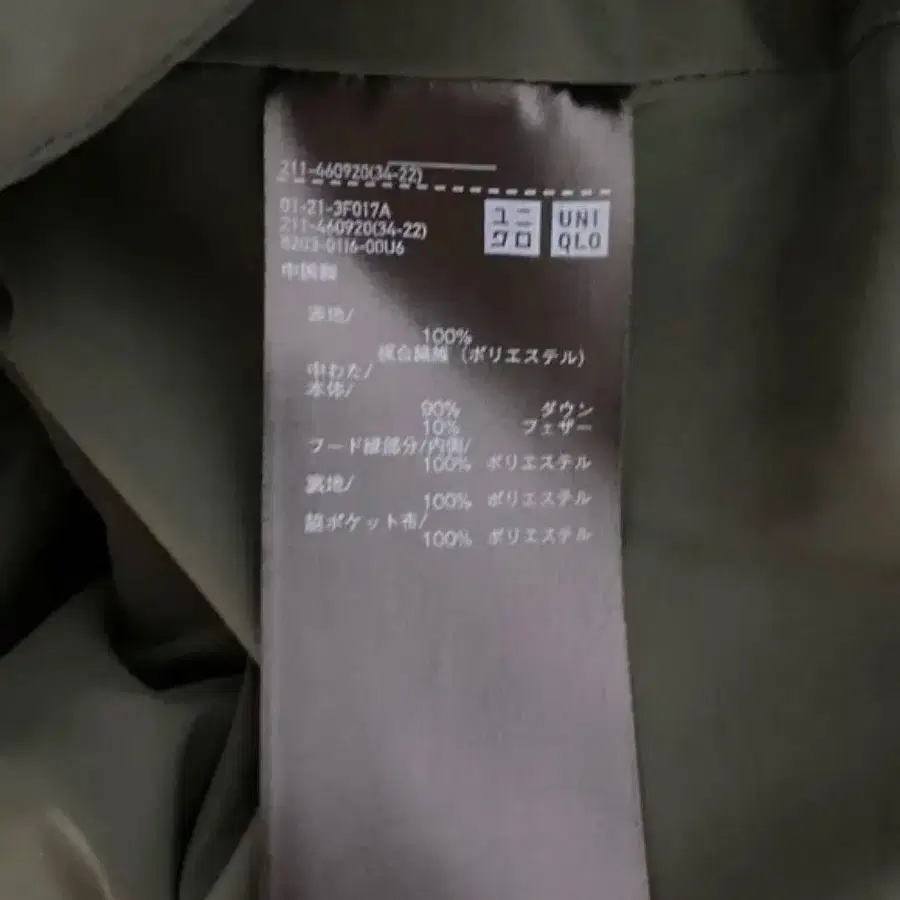 211-460920(34-22)
01-21-3F017A
211-460920(34-22)
8203-0116-00U6
ユニ
クロ
UNI
QLO
中国製
表地/
100%
複合繊維 (ポリエステル)
中わた/
本体/
90% ダウン
10% フェザー
フード縁部分/内側/
100% ポリエステル
裏地/
100% ポリエステル
脇ポケット布/
100% ポリエステル